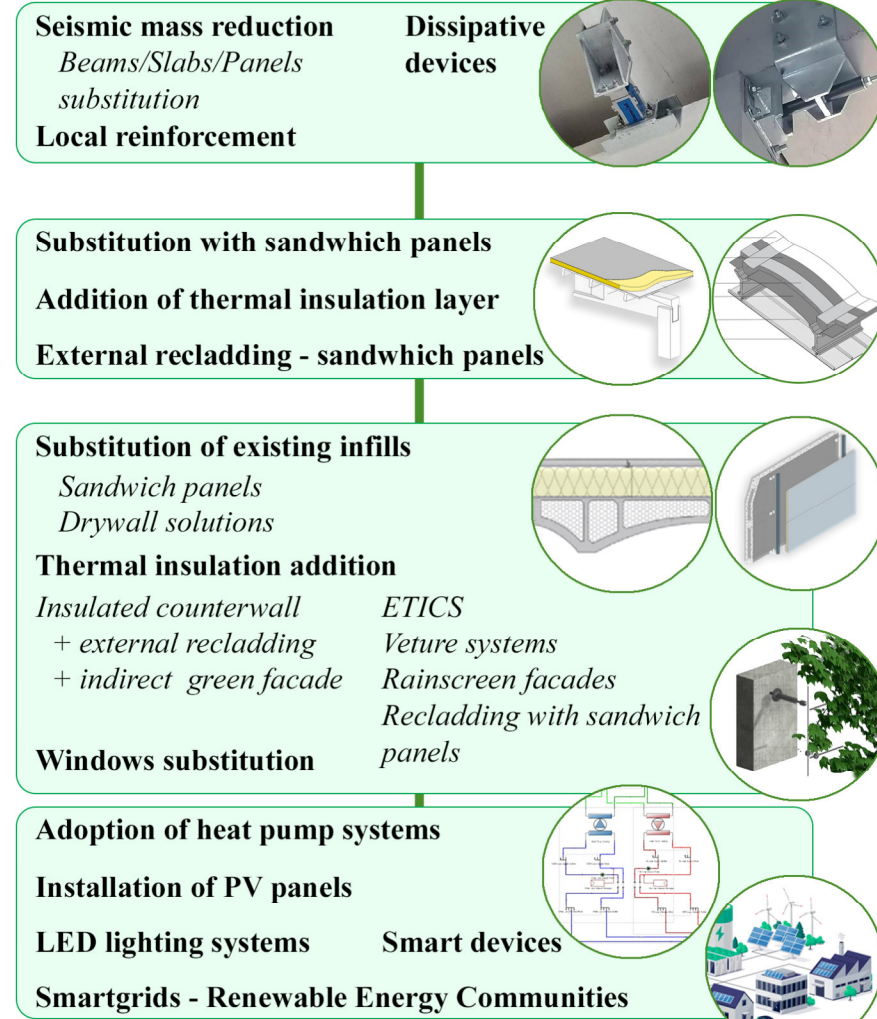 Seismic mass reduction
Beams/Slabs/Panels
substitution
Local reinforcement
Dissipative
devices
Substitution with sandwhich panels
Addition of thermal insulation layer
External recladding - sandwhich panels
Substitution of existing infills
Sandwich panels
Drywall solutions
Thermal insulation addition
Insulated counterwall
+ external recladding
+ indirect green facade
ETICS
Veture systems
Rainscreen facades
Recladding with sandwich
panels
Windows substitution
Adoption of heat pump systems
Installation of PV panels
LED lighting systems
Smart devices
Smartgrids - Renewable Energy Communities